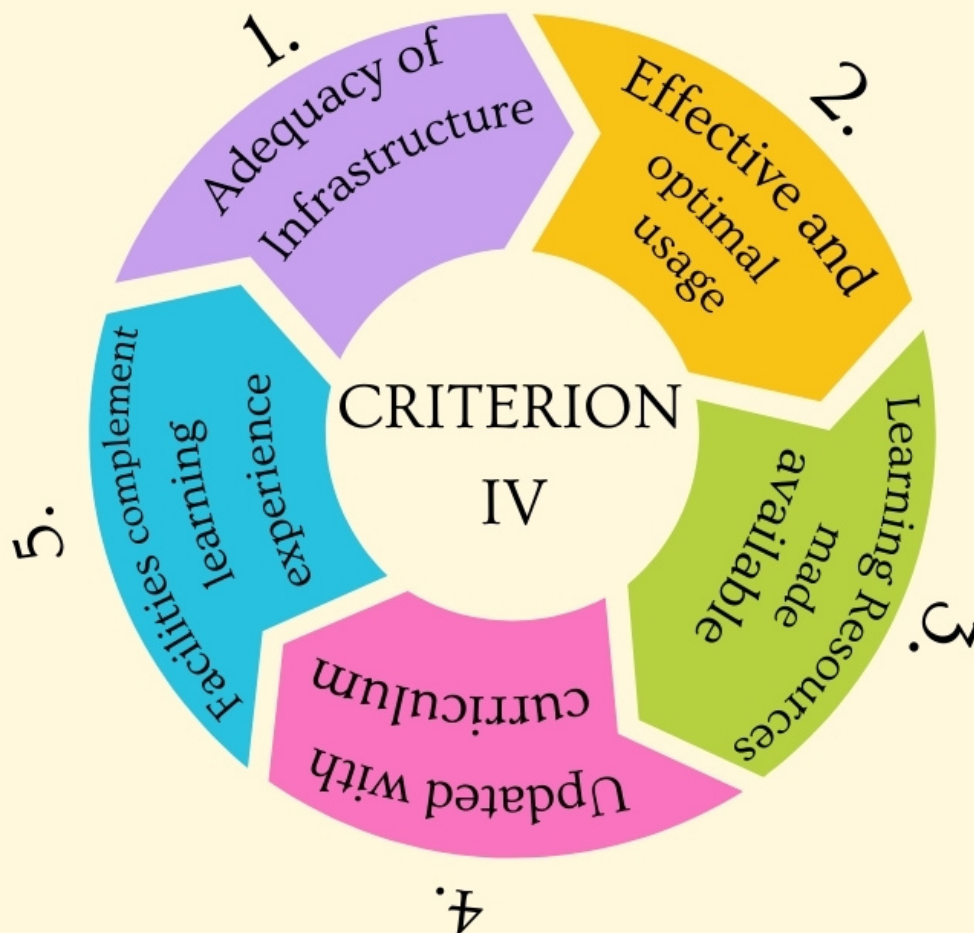 1.
Adequacy of
Infrastructure
2.
Effective and
optimal
usage
3.
Learning Resources
made
available
4.
Updated with
curriculum
5.
Facilities complement
learning
experience
CRITERION
IV